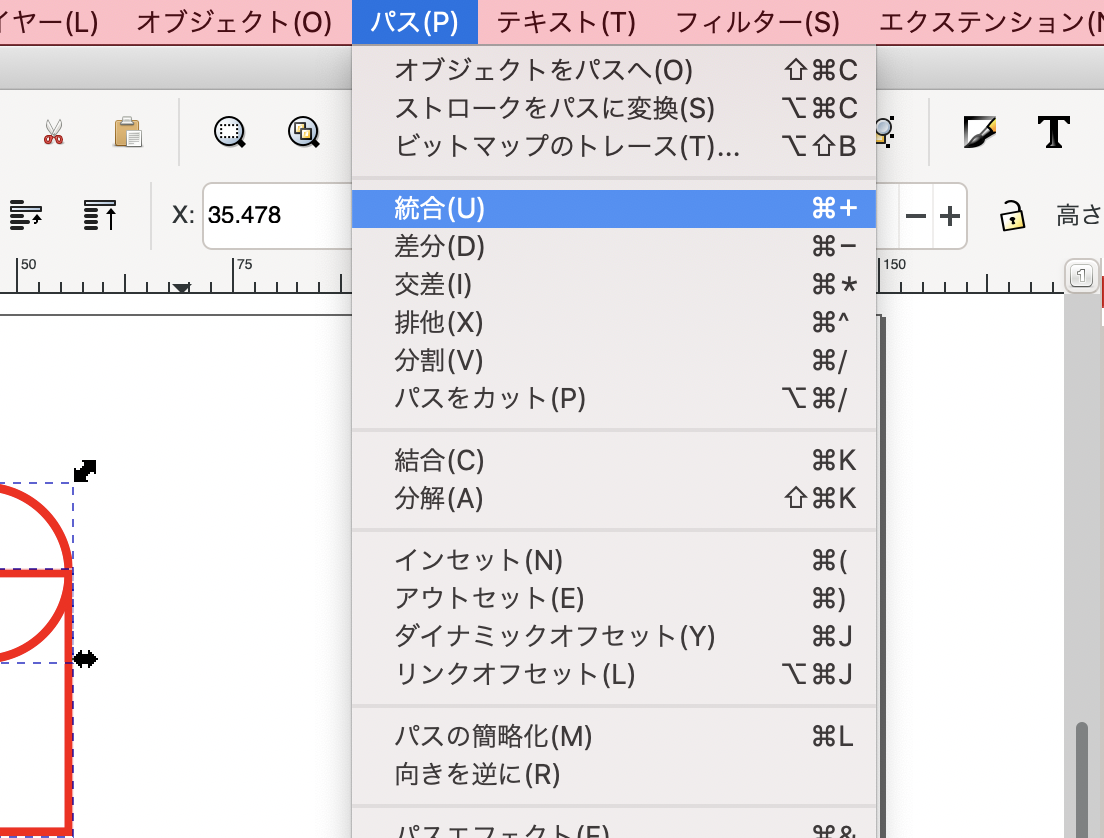 イヤー(L) オブジェクト(O) パス(P) テキスト(T) フィルター(S) エクステンション(N
オブジェクトをパスへ(O) ⇧⌘C
ストロークをパスに変換(S) ⌥⌘C
ビットマップのトレース(T)... ⌥⇧B
統合(U) ⌘+
差分(D) ⌘−
交差(I) ⌘*
排他(X) ⌘^
分割(V) ⌘/
パスをカット(P) ⌥⌘/
結合(C) ⌘K
分解(A) ⇧⌘K
インセット(N) ⌘(
アウトセット(E) ⌘)
ダイナミックオフセット(Y) ⌘J
リンクオフセット(L) ⌥⌘J
パスの簡略化(M) ⌘L
向きを逆に(R)
パスエフェクト(E) ⌘&
T
X: 35.478
高さ
50 75 150
1